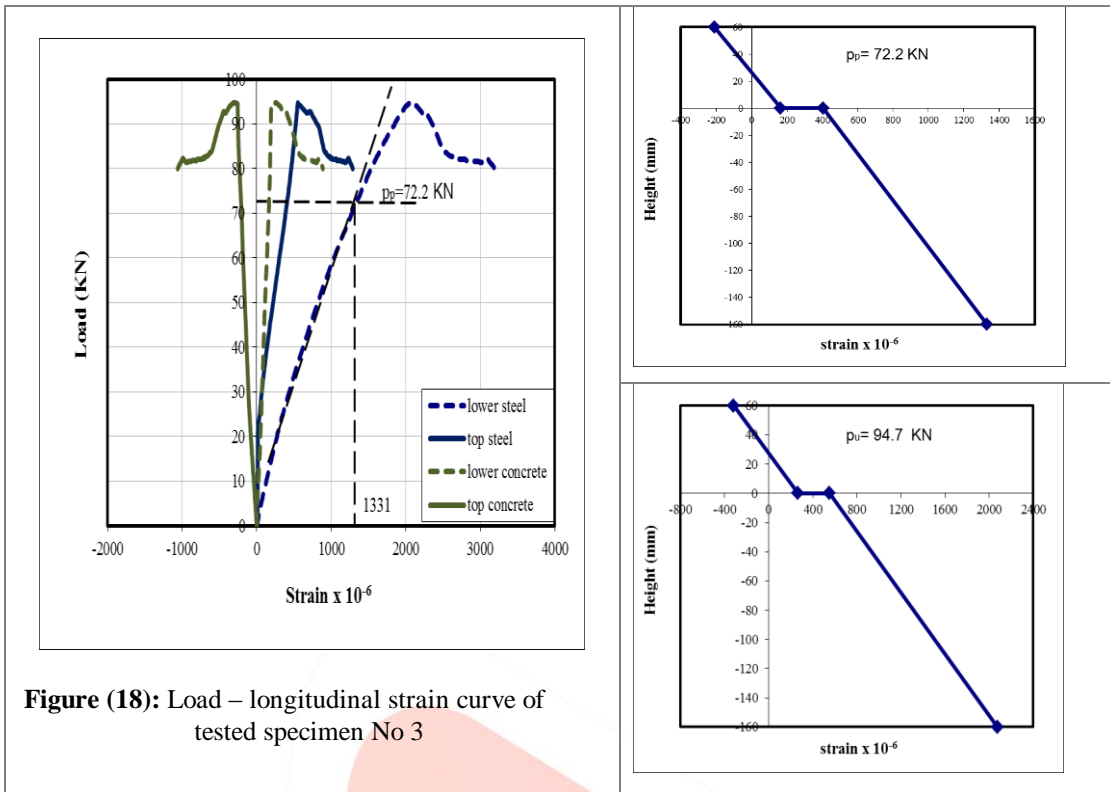 100
90
80
70
60
50
40
30
20
10
0
-2000 -1000 0 1000 2000 3000 4000
Load (KN)
Strain x 10⁻⁶
pp=72.2 KN
1331
lower steel
top steel
lower concrete
top concrete
Figure (18): Load – longitudinal strain curve of
tested specimen No 3
pp= 72.2 KN
60
40
20
0
-20
-40
-60
-80
-100
-120
-140
-160
-400 -200 0 200 400 600 800 1000 1200 1400 1600
Height (mm)
strain x 10⁻⁶
pu= 94.7 KN
60
40
20
0
-20
-40
-60
-80
-100
-120
-140
-160
-800 -400 0 400 800 1200 1600 2000 2400
Height (mm)
strain x 10⁻⁶